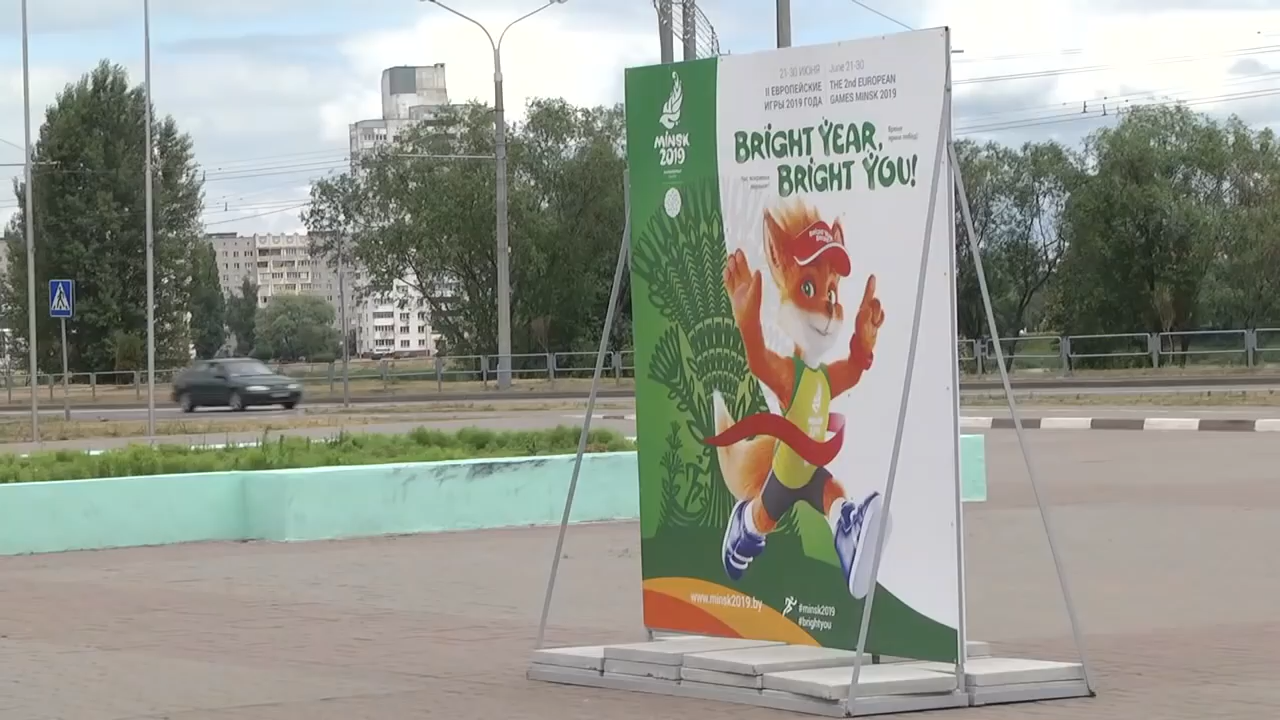 MINSK
2019
21-30 ИЮНЯ
II ЕВРОПЕЙСКИЕ
ИГРЫ 2019 ГОДА
June 21-30
THE 2nd EUROPEAN
GAMES MINSK 2019
BRIGHT YEAR,
BRIGHT YOU!
www.minsk2019.by
#minsk2019
#brightyou